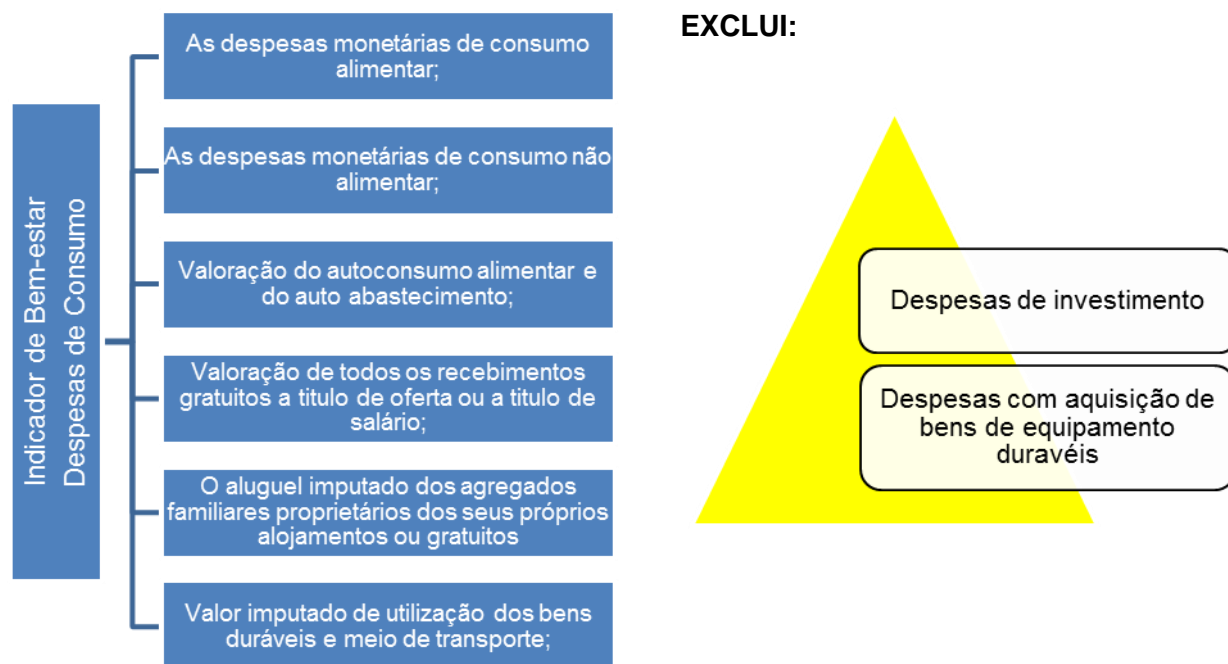 Indicador de Bem-estar
Despesas de Consumo
As despesas monetárias de consumo
alimentar;
As despesas monetárias de consumo não
alimentar;
Valoração do autoconsumo alimentar e
do auto abastecimento;
Valoração de todos os recebimentos
gratuitos a titulo de oferta ou a titulo de
salário;
O aluguel imputado dos agregados
familiares proprietários dos seus próprios
alojamentos ou gratuitos
Valor imputado de utilização dos bens
duráveis e meio de transporte;
EXCLUI:
Despesas de investimento
Despesas com aquisição de
bens de equipamento
duravéis